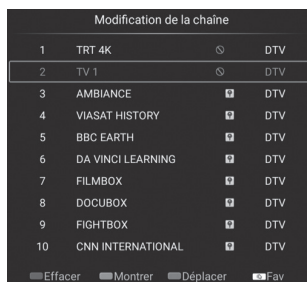 Modification de la chaîne
1 TRT 4K DTV
2 TV 1 DTV
3 AMBIANCE DTV
4 VIASAT HISTORY DTV
5 BBC EARTH DTV
6 DA VINCI LEARNING DTV
7 FILMBOX DTV
8 DOCUBOX DTV
9 FIGHTBOX DTV
10 CNN INTERNATIONAL DTV
Effacer Montrer Déplacer Fav